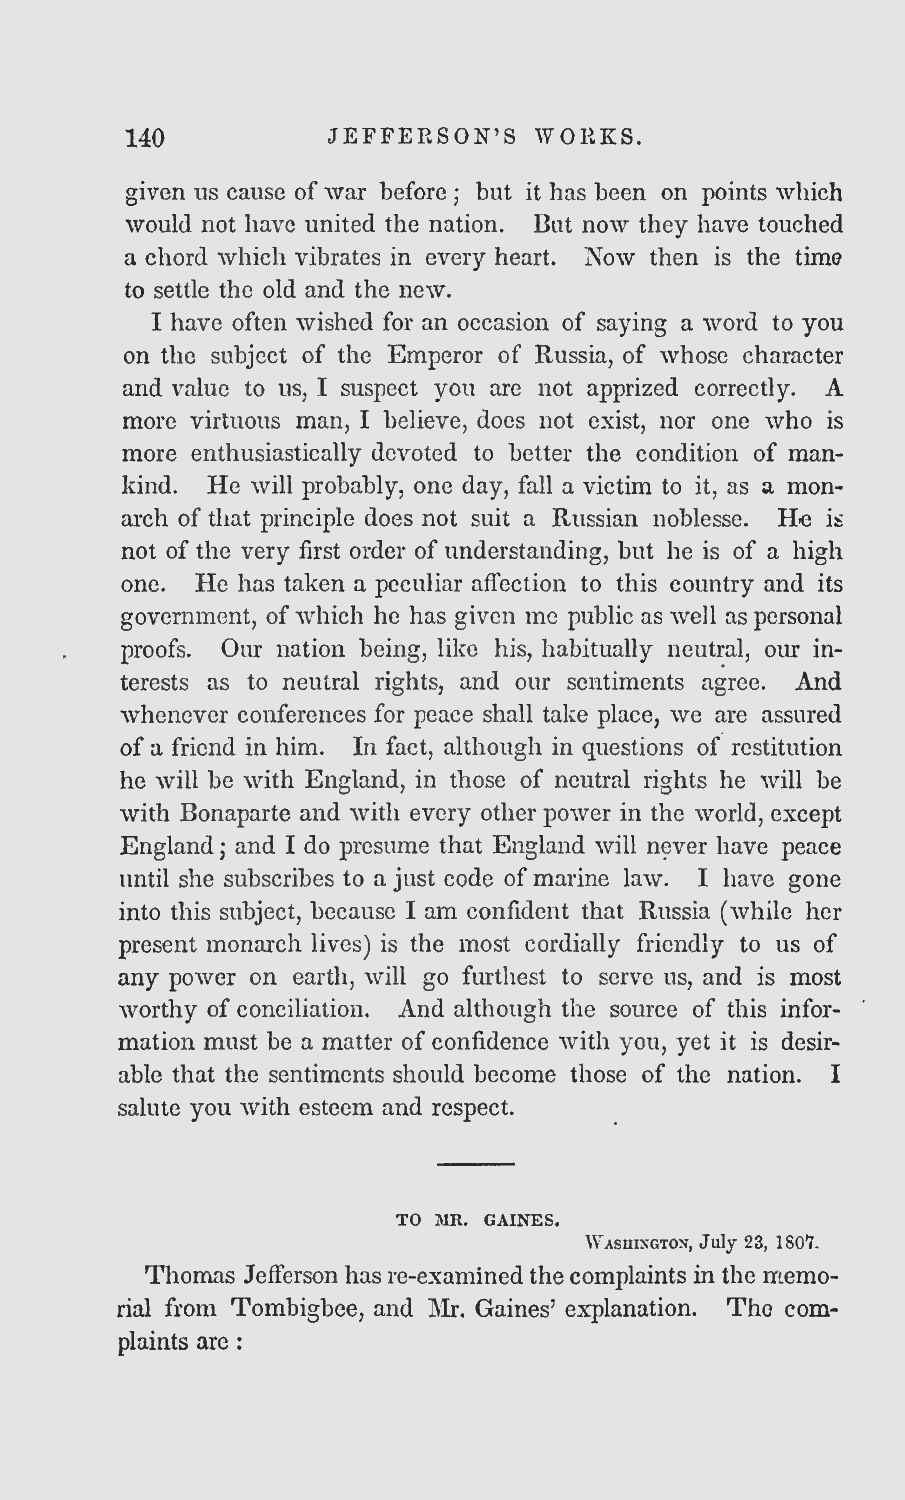 140 JEFFERSON'S WORKS.
given us cause of war before; but it has been on points which
would not have united the nation. But now they have touched
a chord which vibrates in every heart. Now then is the time
to settle the old and the new.
I have often wished for an occasion of saying a word to you
on the subject of the Emperor of Russia, of whose character
and value to us, I suspect you are not apprized correctly. A
more virtuous man, I believe, does not exist, nor one who is
more enthusiastically devoted to better the condition of man-
kind. He will probably, one day, fall a victim to it, as a mon-
arch of that principle does not suit a Russian noblesse. He is
not of the very first order of understanding, but he is of a high
one. He has taken a peculiar affection to this country and its
government, of which he has given me public as well as personal
proofs. Our nation being, like his, habitually neutral, our in-
terests as to neutral rights, and our sentiments agree. And
whenever conferences for peace shall take place, we are assured
of a friend in him. In fact, although in questions of restitution
he will be with England, in those of neutral rights he will be
with Bonaparte and with every other power in the world, except
England; and I do presume that England will never have peace
until she subscribes to a just code of marine law. I have gone
into this subject, because I am confident that Russia (while her
present monarch lives) is the most cordially friendly to us of
any power on earth, will go furthest to serve us, and is most
worthy of conciliation. And although the source of this infor-
mation must be a matter of confidence with you, yet it is desir-
able that the sentiments should become those of the nation. I
salute you with esteem and respect.
TO MR. GAINES.
WASHINGTON, July 23, 1807.
Thomas Jefferson has re-examined the complaints in the memo-
rial from Tombigbee, and Mr. Gaines' explanation. The com-
plaints are: